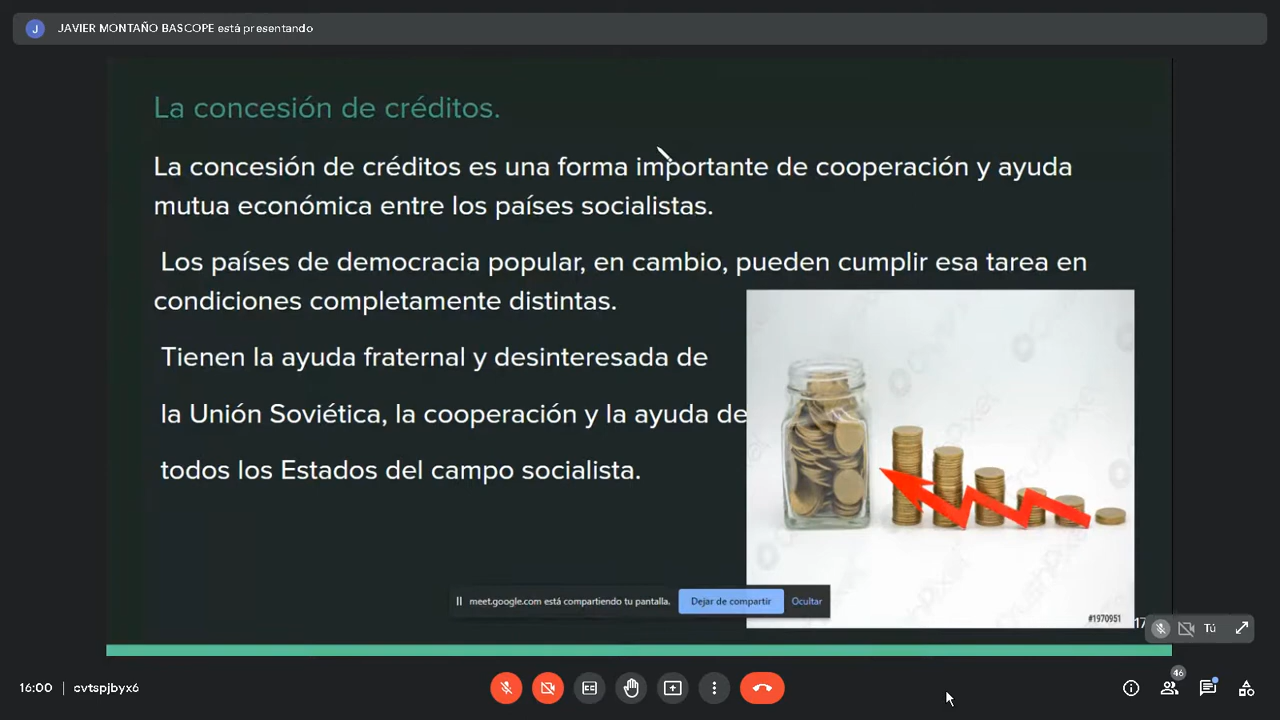 J JAVIER MONTAÑO BASCOPE está presentando
La concesión de créditos.
La concesión de créditos es una forma importante de cooperación y ayuda
mutua económica entre los países socialistas.
Los países de democracia popular, en cambio, pueden cumplir esa tarea en
condiciones completamente distintas.
Tienen la ayuda fraternal y desinteresada de
la Unión Soviética, la cooperación y la ayuda de
todos los Estados del campo socialista.
meet.google.com está compartiendo tu pantalla. Dejar de compartir Ocultar
#1970951
17
Tú
16:00 | cvtspjbyx6
46